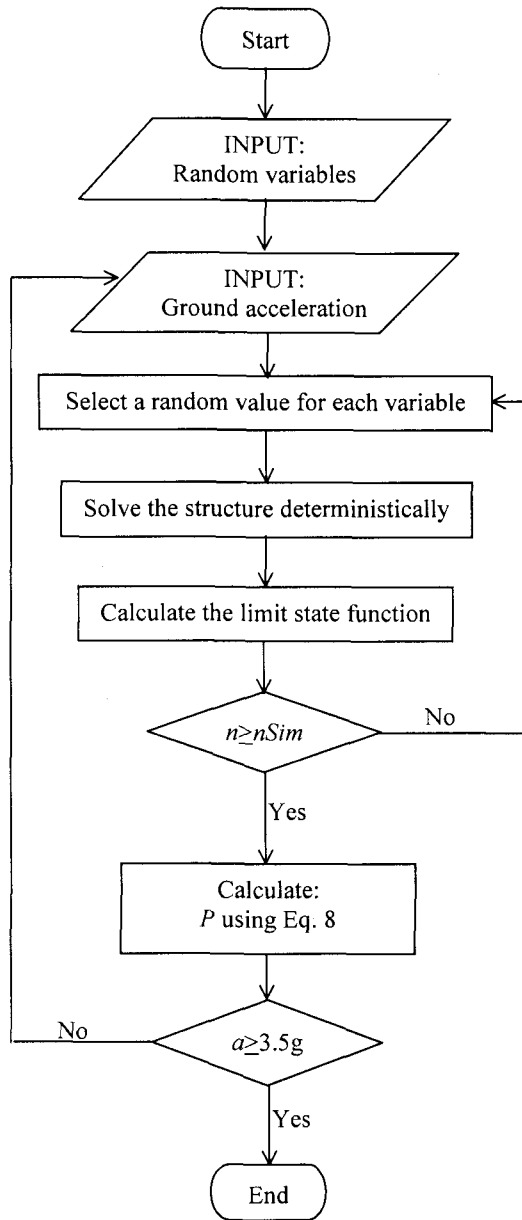 Start
INPUT:
Random variables
INPUT:
Ground acceleration
Select a random value for each variable
Solve the structure deterministically
Calculate the limit state function
n≥nSim
No
Yes
Calculate:
P using Eq. 8
No
a≥3.5g
Yes
End